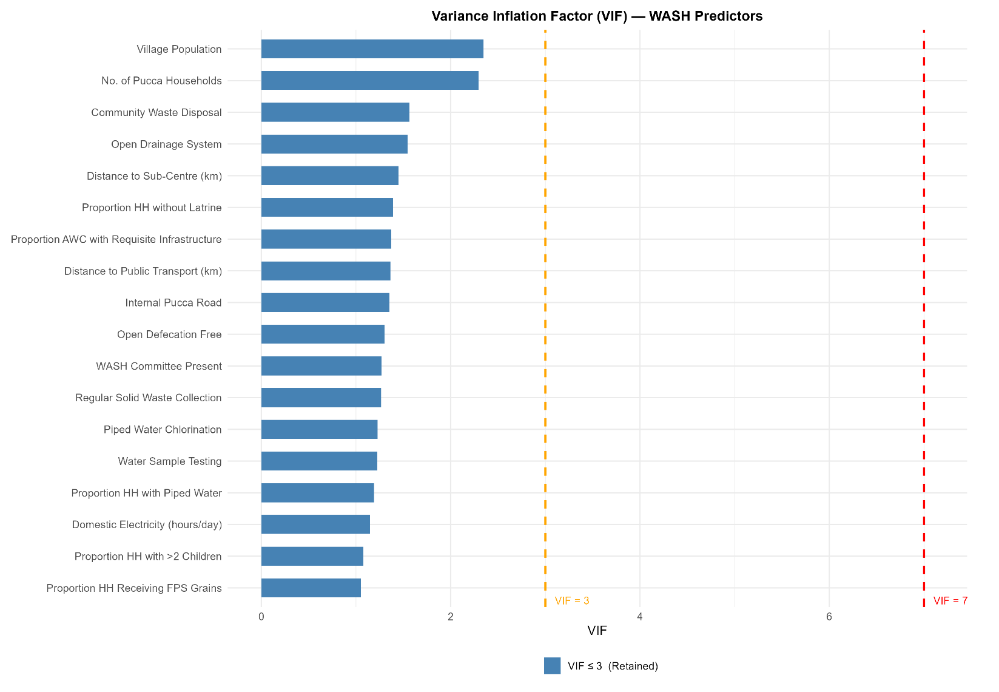 Variance Inflation Factor (VIF) — WASH Predictors
Village Population
No. of Pucca Households
Community Waste Disposal
Open Drainage System
Distance to Sub-Centre (km)
Proportion HH without Latrine
Proportion AWC with Requisite Infrastructure
Distance to Public Transport (km)
Internal Pucca Road
Open Defecation Free
WASH Committee Present
Regular Solid Waste Collection
Piped Water Chlorination
Water Sample Testing
Proportion HH with Piped Water
Domestic Electricity (hours/day)
Proportion HH with >2 Children
Proportion HH Receiving FPS Grains
VIF = 3
VIF = 7
0 2 4 6
VIF
VIF ≤ 3 (Retained)